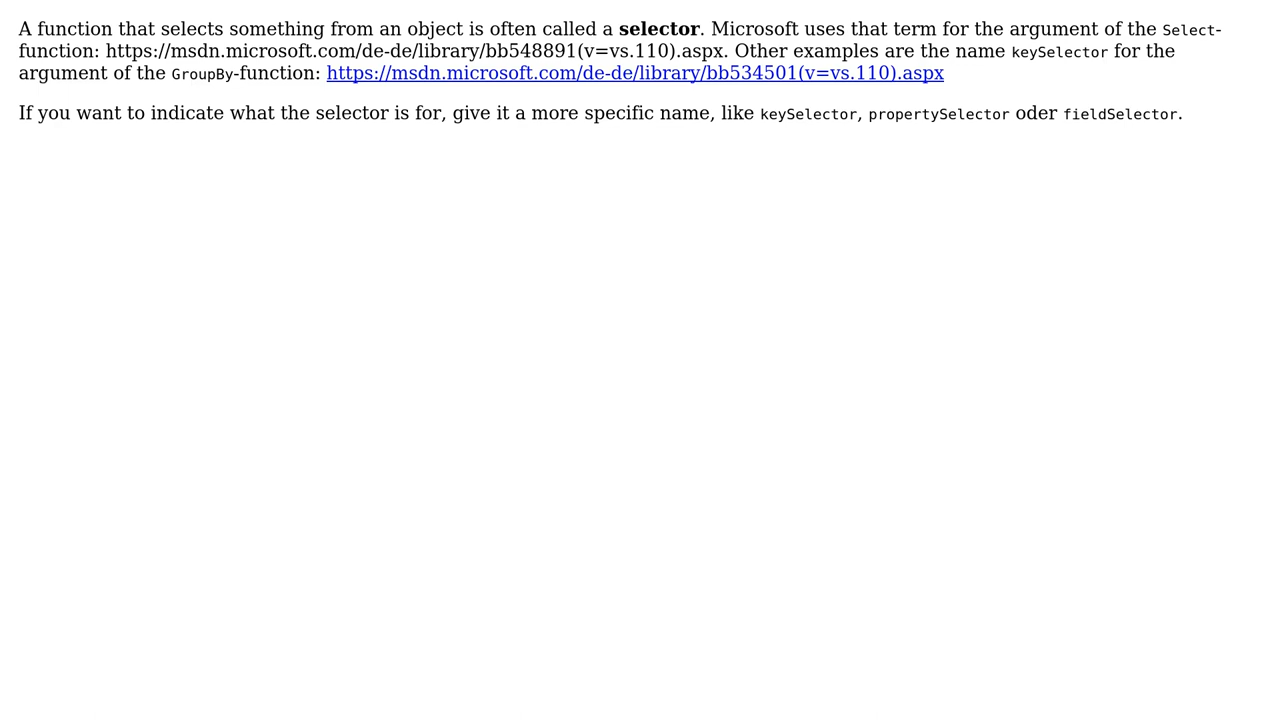 A function that selects something from an object is often called a selector. Microsoft uses that term for the argument of the Select-
function: https://msdn.microsoft.com/de-de/library/bb548891(v=vs.110).aspx. Other examples are the name keySelector for the
argument of the GroupBy-function: https://msdn.microsoft.com/de-de/library/bb534501(v=vs.110).aspx
If you want to indicate what the selector is for, give it a more specific name, like keySelector, propertySelector oder fieldSelector.